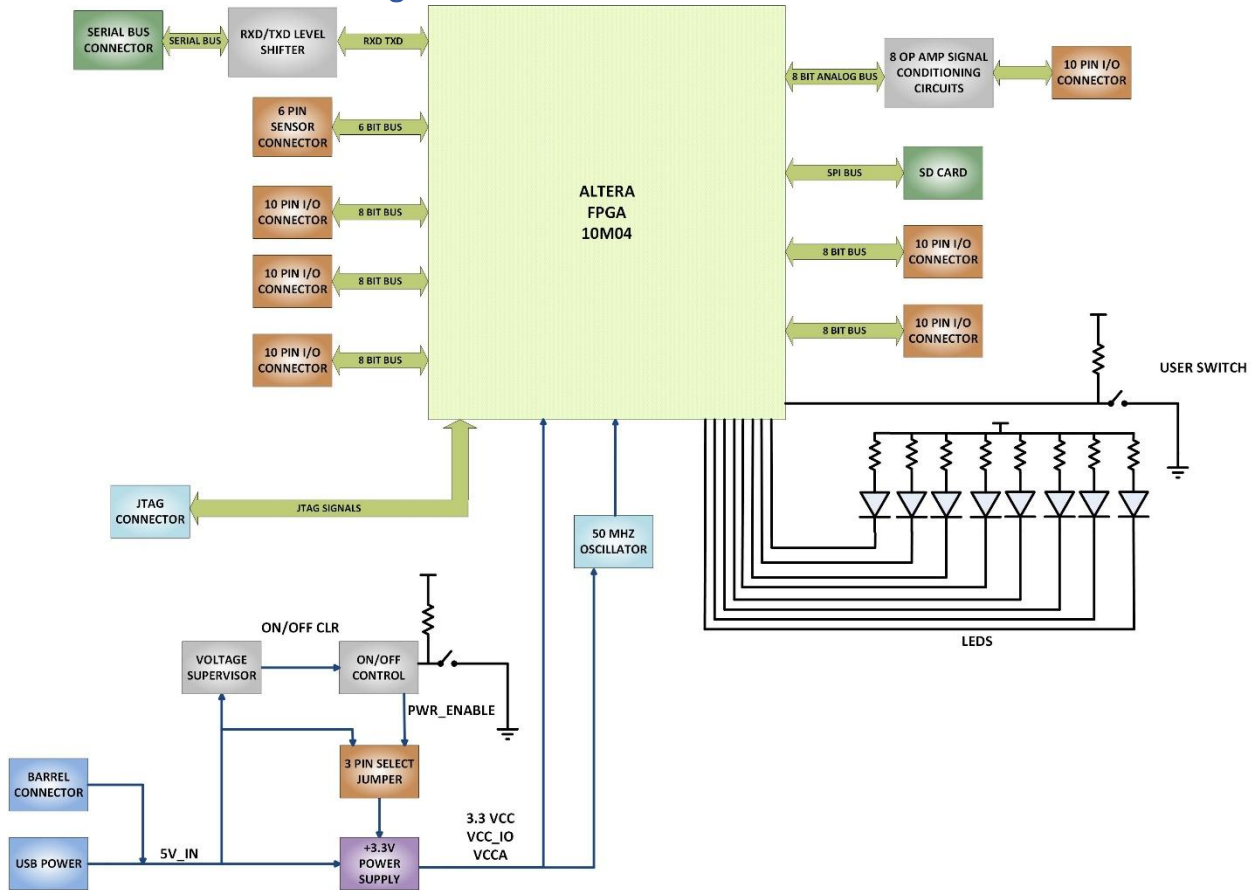 SERIAL BUS
CONNECTOR
SERIAL BUS
RXD/TXD LEVEL
SHIFTER
RXD TXD
6 PIN
SENSOR
CONNECTOR
6 BIT BUS
10 PIN I/O
CONNECTOR
8 BIT BUS
10 PIN I/O
CONNECTOR
8 BIT BUS
10 PIN I/O
CONNECTOR
8 BIT BUS
ALTERA
FPGA
10M04
8 BIT ANALOG BUS
8 OP AMP SIGNAL
CONDITIONING
CIRCUITS
10 PIN I/O
CONNECTOR
SPI BUS
SD CARD
8 BIT BUS
10 PIN I/O
CONNECTOR
8 BIT BUS
10 PIN I/O
CONNECTOR
USER SWITCH
LEDS
JTAG
CONNECTOR
JTAG SIGNALS
50 MHZ
OSCILLATOR
ON/OFF CLR
VOLTAGE
SUPERVISOR
ON/OFF
CONTROL
PWR_ENABLE
3 PIN SELECT
JUMPER
BARREL
CONNECTOR
USB POWER
5V_IN
+3.3V
POWER
SUPPLY
3.3 VCC
VCC_IO
VCCA